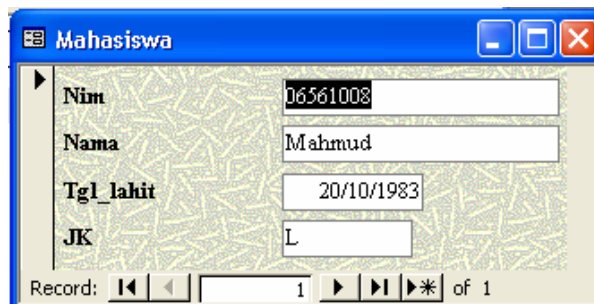 Mahasiswa
Nim 06561008
Nama Mahmud
Tgl_lahit 20/10/1983
JK L
Record: 1 of 1